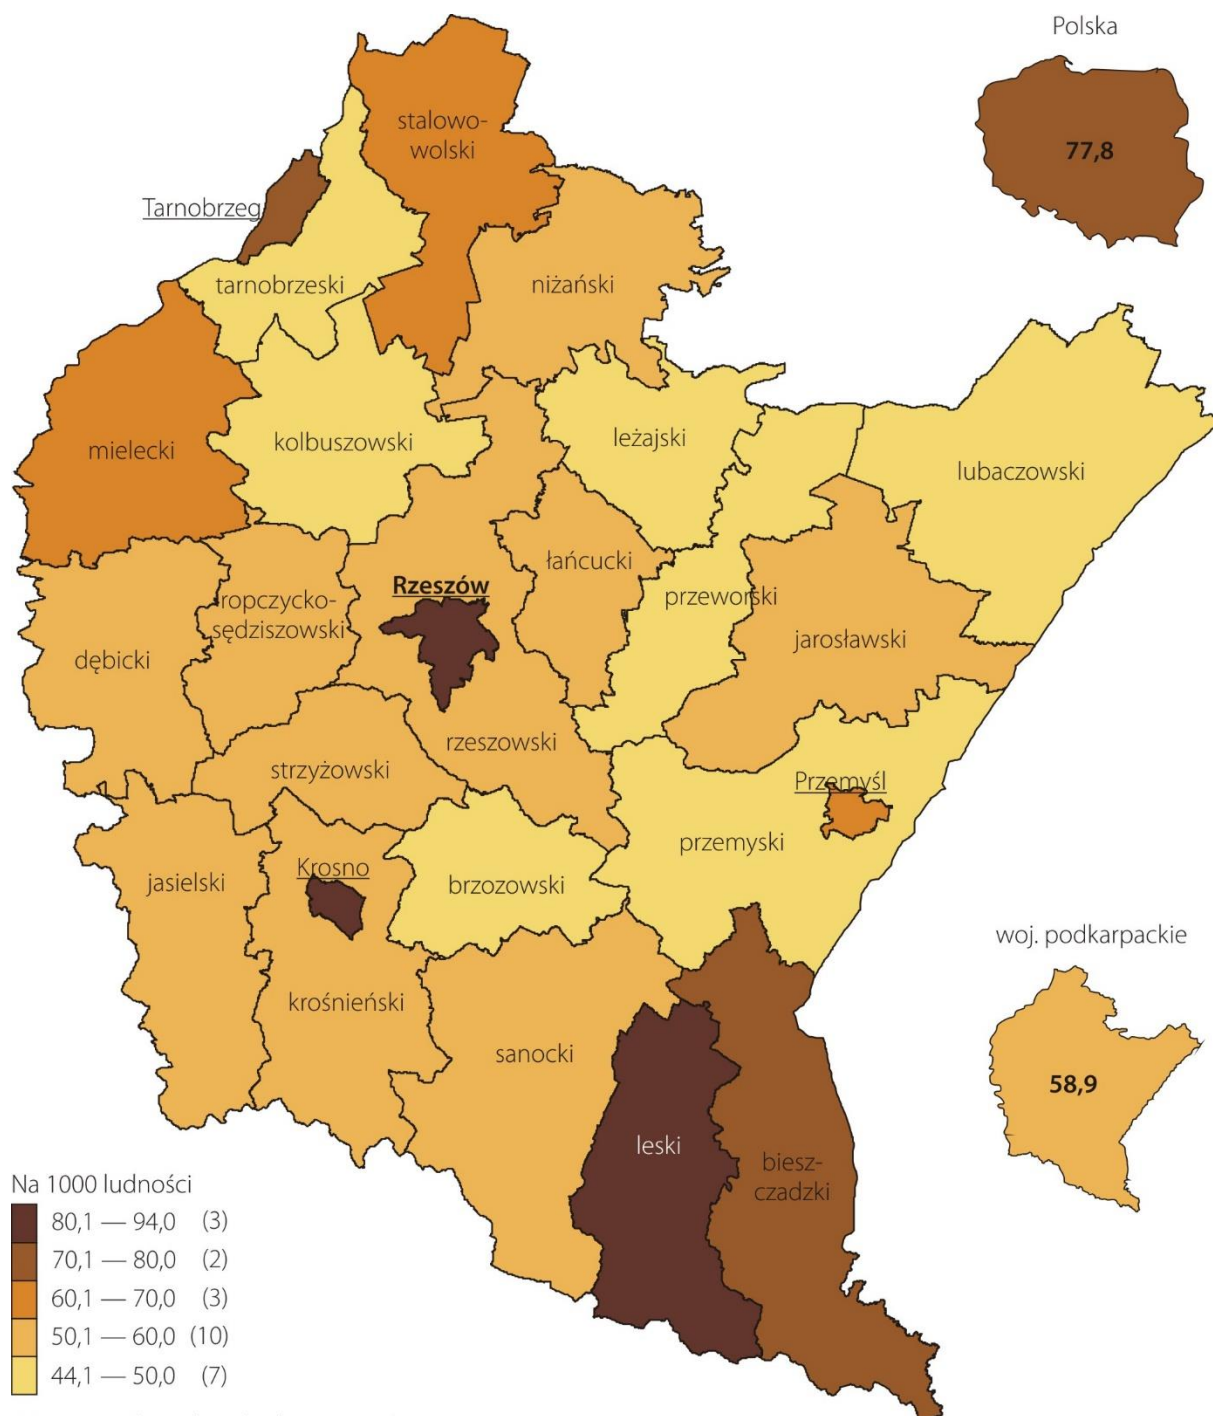 Polska
77,8
stalowo-
wolski
Tarnobrzeg
tarnobrzeski
niżański
mielecki
kolbuszowski
leżajski
lubaczowski
łańcucki
Rzeszów
ropczycko-
sędziszowski
przeworski
jarosławski
dębicki
rzeszowski
strzyżowski
Przemyśl
przemyski
Krosno
jasielski
brzozowski
woj. podkarpackie
58,9
krośnieński
sanocki
leski
biesz-
czadzki
Na 1000 ludności
80,1 — 94,0 (3)
70,1 — 80,0 (2)
60,1 — 70,0 (3)
50,1 — 60,0 (10)
44,1 — 50,0 (7)